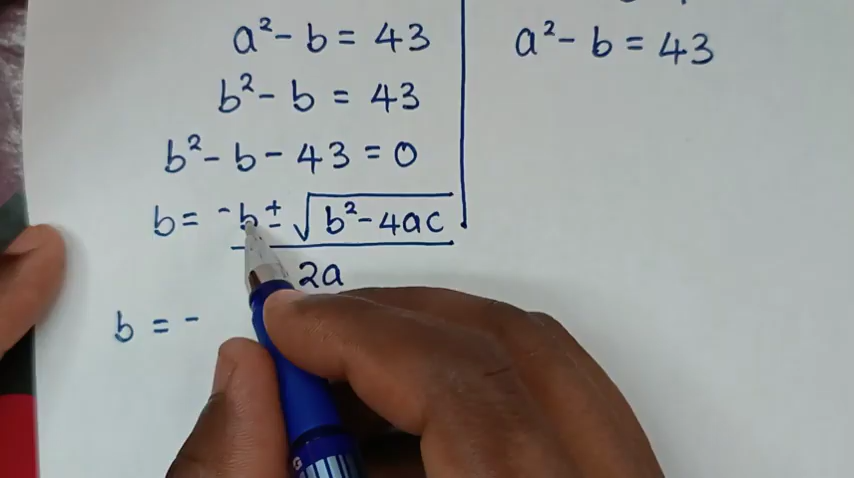 a² - b = 43
b² - b = 43
b² - b - 43 = 0
b = -b ± √(b² - 4ac)
2a
b = -
a² - b = 43